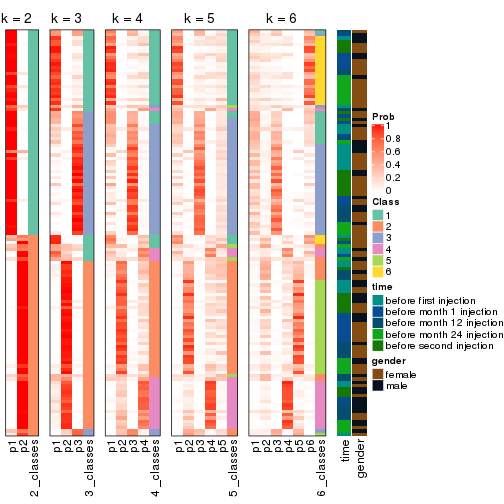 k = 2 k = 3 k = 4 k = 5 k = 6
Prob
1
0.8
0.6
0.4
0.2
0
Class
1
2
3
4
5
6
time
before first injection
before month 1 injection
before month 12 injection
before month 24 injection
before second injection
gender
female
male
p1 p2 2_classes p1 p2 p3 3_classes p1 p2 p3 p4 4_classes p1 p2 p3 p4 p5 5_classes p1 p2 p3 p4 p5 p6 6_classes time gender